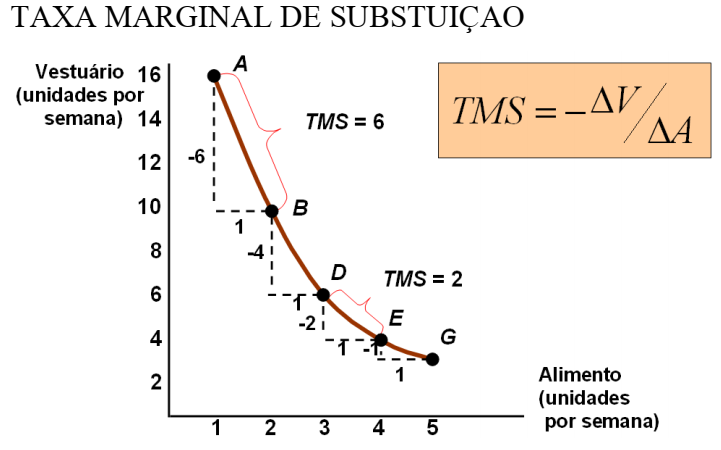 TAXA MARGINAL DE SUBSTUIÇAO
Vestuário
(unidades por
semana)
16
14
12
10
8
6
4
2
A
TMS = 6
TMS = −ΔV/ΔA
-6
B
1
-4
D
TMS = 2
1
-2
E
1
-1
G
1
1 2 3 4 5
Alimento
(unidades
por semana)